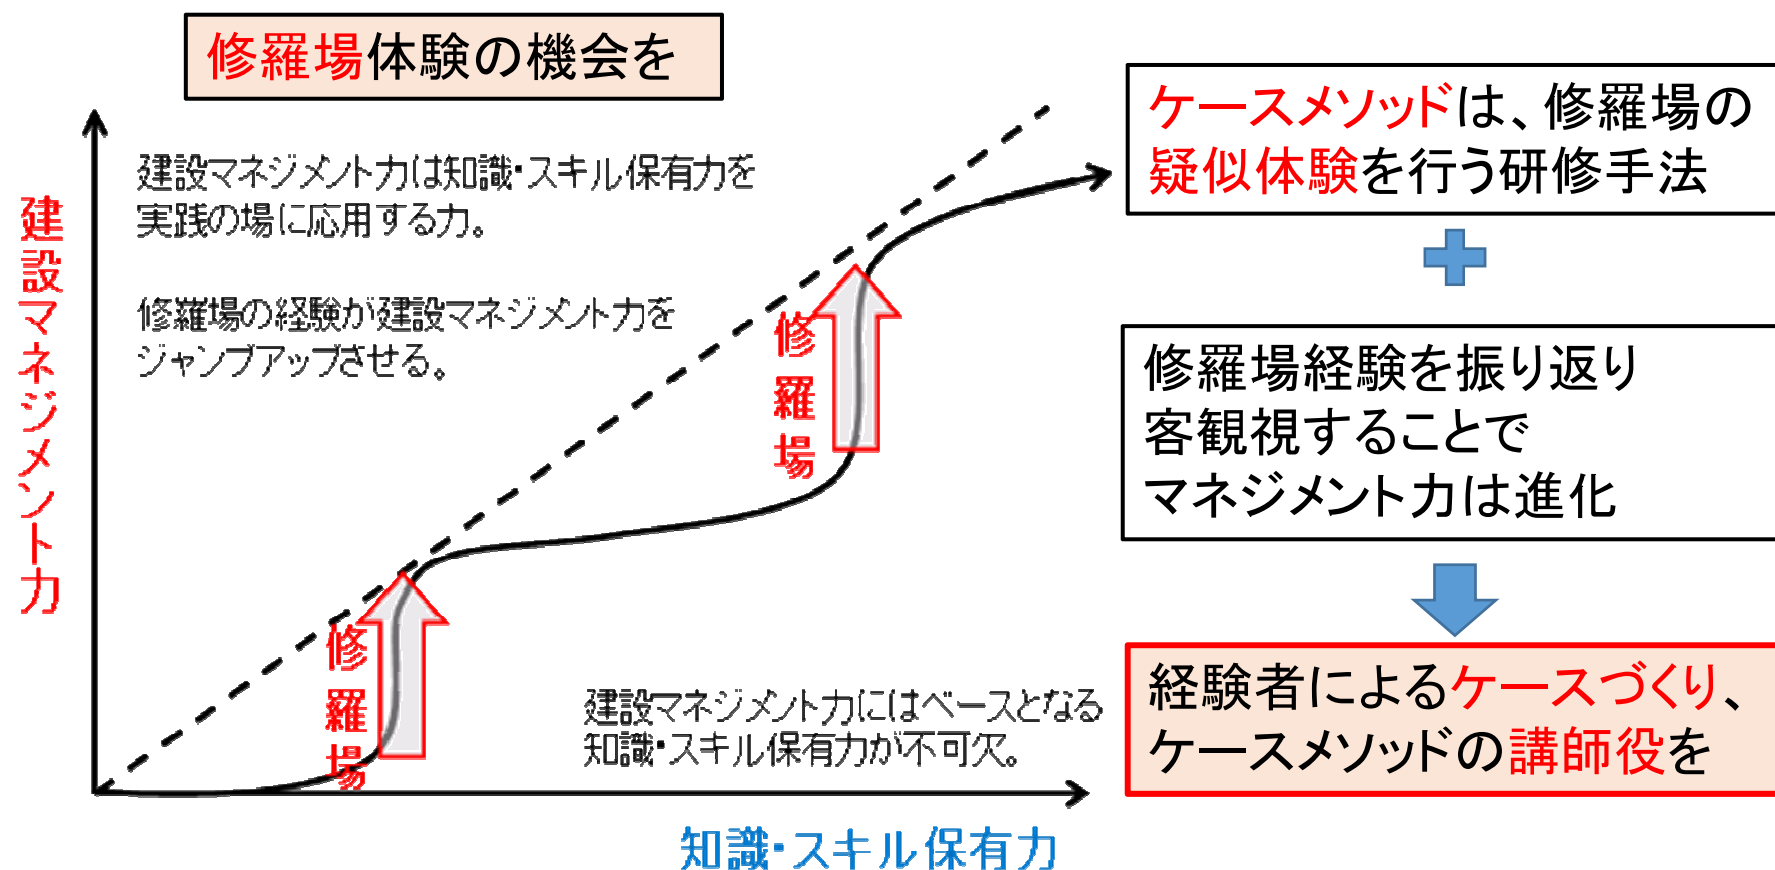 修羅場体験の機会を
建設マネジメント力は知識・スキル保有力を
実践の場に応用する力。
修羅場の経験が建設マネジメント力を
ジャンプアップさせる。
建設マネジメント力
修羅場
修羅場
建設マネジメント力にはベースとなる
知識・スキル保有力が不可欠。
知識・スキル保有力
ケースメソッドは、修羅場の
疑似体験を行う研修手法
修羅場経験を振り返り
客観視することで
マネジメント力は進化
経験者によるケースづくり、
ケースメソッドの講師役を